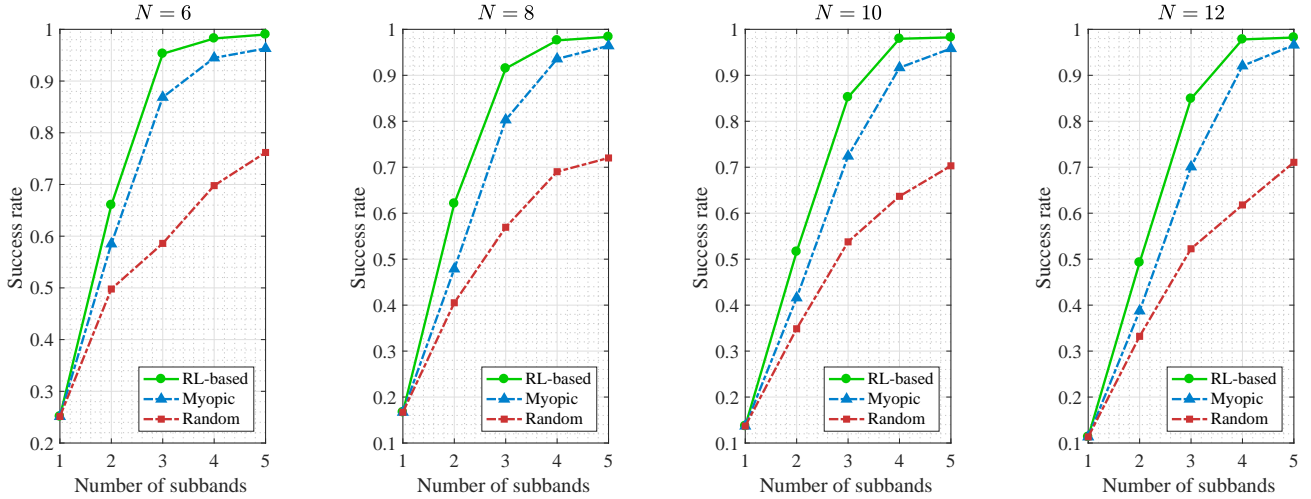 N = 6
1
0.9
0.8
0.7
0.6
0.5
0.4
0.3
0.2
Success rate
RL-based
Myopic
Random
1 2 3 4 5
Number of subbands
N = 8
1
0.9
0.8
0.7
0.6
0.5
0.4
0.3
0.2
0.1
Success rate
RL-based
Myopic
Random
1 2 3 4 5
Number of subbands
N = 10
1
0.9
0.8
0.7
0.6
0.5
0.4
0.3
0.2
0.1
Success rate
RL-based
Myopic
Random
1 2 3 4 5
Number of subbands
N = 12
1
0.9
0.8
0.7
0.6
0.5
0.4
0.3
0.2
0.1
Success rate
RL-based
Myopic
Random
1 2 3 4 5
Number of subbands